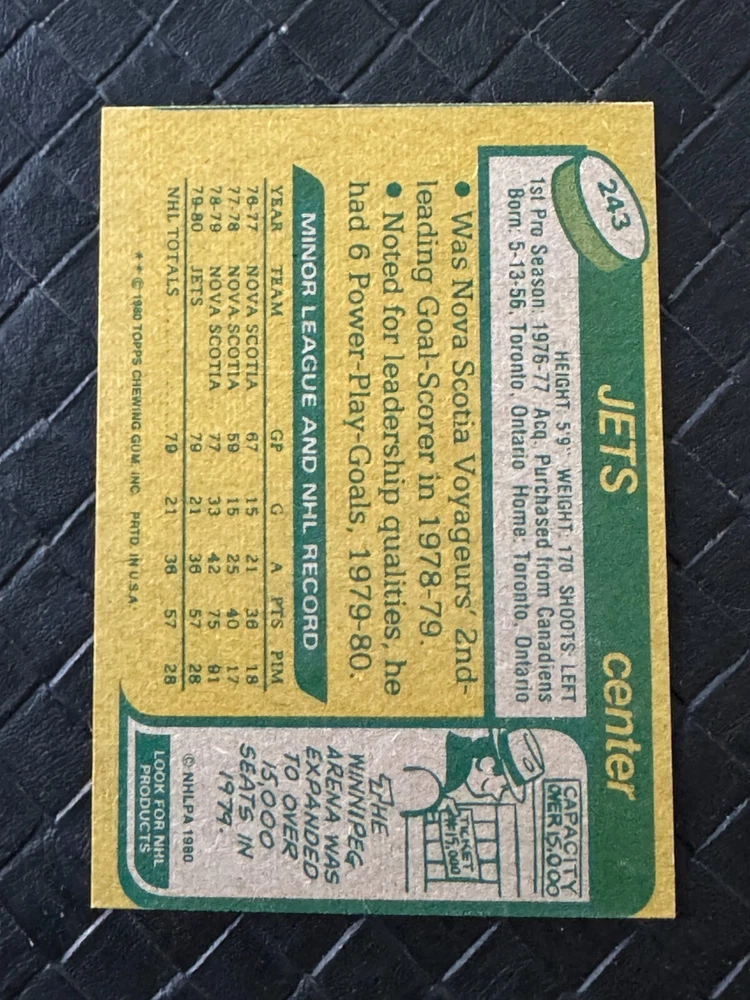 243
JETS
center
HEIGHT: 5'9" WEIGHT: 170 SHOOTS: LEFT
1st Pro Season: 1976-77 Acq. Purchased from Canadiens
Born: 5-13-56, Toronto, Ontario Home: Toronto, Ontario
● Was Nova Scotia Voyageurs' 2nd-
leading Goal-Scorer in 1978-79.
● Noted for leadership qualities, he
had 6 Power-Play-Goals, 1979-80.
MINOR LEAGUE AND NHL RECORD
YEAR TEAM GP G A PTS PIM
76-77 NOVA SCOTIA 67 15 21 36 18
77-78 NOVA SCOTIA 59 15 25 40 17
78-79 NOVA SCOTIA 77 33 42 75 91
79-80 JETS 79 21 36 57 28
NHL TOTALS 79 21 36 57 28
** © 1980 TOPPS CHEWING GUM, INC. PRTD. IN U.S.A.
CAPACITY
OVER 15,000
TICKET
15,000
THE
WINNIPEG
ARENA WAS
EXPANDED
TO OVER
15,000
SEATS IN
1979.
© NHLPA 1980
LOOK FOR NHL
PRODUCTS